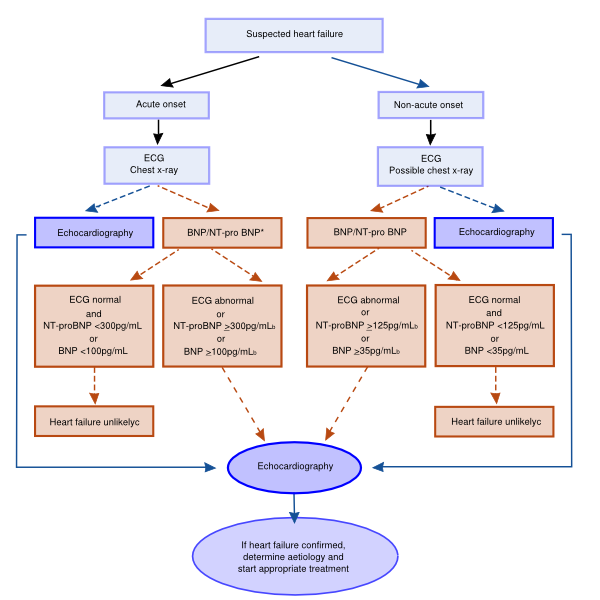 Suspected heart failure
Acute onset
Non-acute onset
ECG
Chest x-ray
ECG
Possible chest x-ray
Echocardiography
BNP/NT-pro BNP*
BNP/NT-pro BNP
Echocardiography
ECG normal
and
NT-proBNP <300pg/mL
or
BNP <100pg/mL
ECG abnormal
or
NT-proBNP ≥300pg/mLb
or
BNP ≥100pg/mLb
ECG abnormal
or
NT-proBNP ≥125pg/mLb
or
BNP ≥35pg/mLb
ECG normal
and
NT-proBNP <125pg/mL
or
BNP <35pg/mL
Heart failure unlikelyc
Heart failure unlikelyc
Echocardiography
If heart failure confirmed,
determine aetiology and
start appropriate treatment